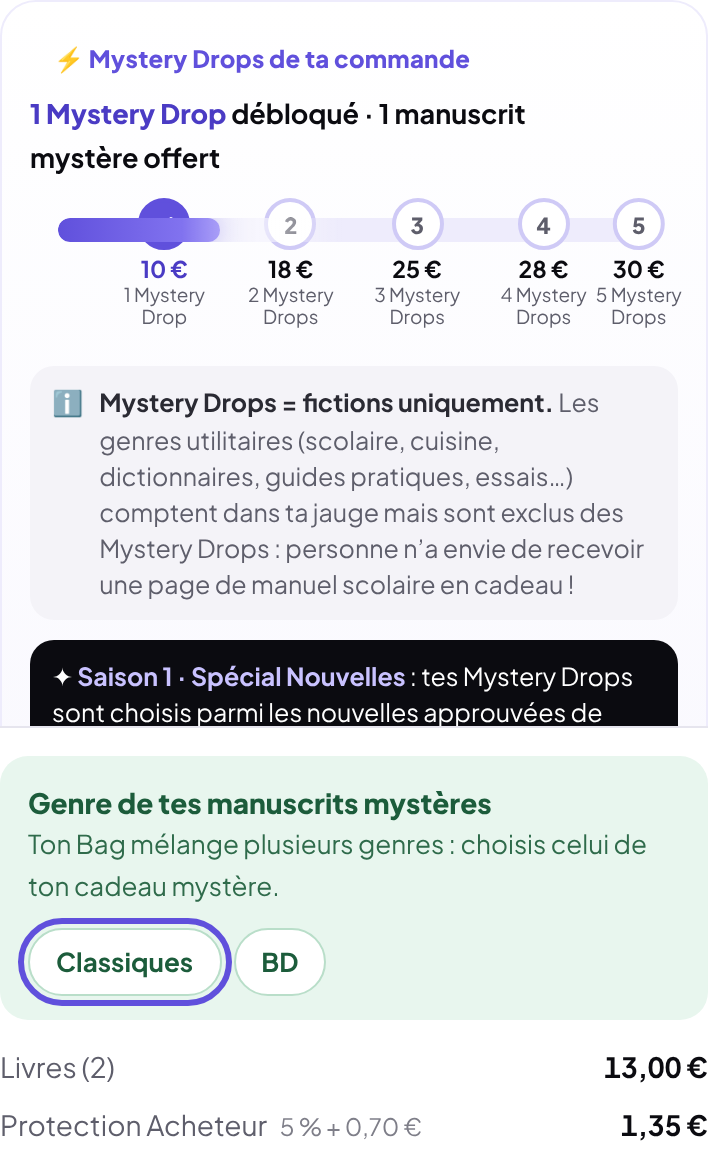 ⚡ Mystery Drops de ta commande
1 Mystery Drop débloqué · 1 manuscrit
mystère offert
2 3 4 5
10 € 18 € 25 € 28 € 30 €
1 Mystery 2 Mystery 3 Mystery 4 Mystery 5 Mystery
Drop Drops Drops Drops Drops
ℹ️ Mystery Drops = fictions uniquement. Les
genres utilitaires (scolaire, cuisine,
dictionnaires, guides pratiques, essais…)
comptent dans ta jauge mais sont exclus des
Mystery Drops : personne n’a envie de recevoir
une page de manuel scolaire en cadeau !
✦ Saison 1 · Spécial Nouvelles : tes Mystery Drops
sont choisis parmi les nouvelles approuvées de
Genre de tes manuscrits mystères
Ton Bag mélange plusieurs genres : choisis celui de
ton cadeau mystère.
Classiques BD
Livres (2) 13,00 €
Protection Acheteur 5 % + 0,70 € 1,35 €